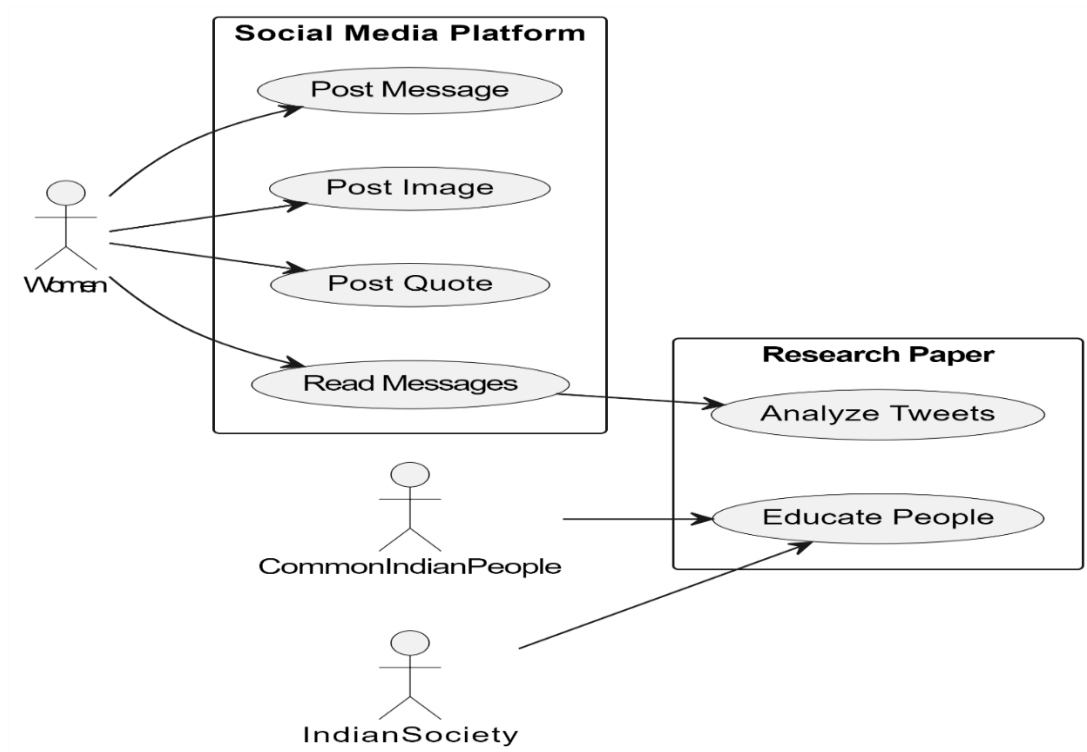 Social Media Platform
Post Message
Post Image
Women
Post Quote
Research Paper
Read Messages
Analyze Tweets
Educate People
CommonIndianPeople
IndianSociety